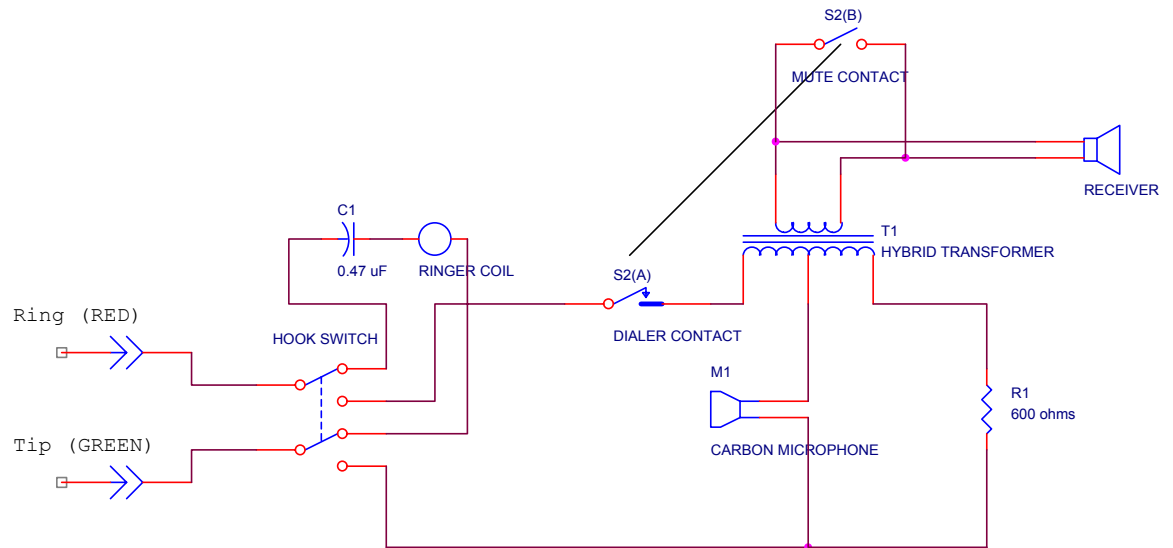 S2(B)
MUTE CONTACT
RECEIVER
C1
0.47 uF
RINGER COIL
T1
HYBRID TRANSFORMER
S2(A)
DIALER CONTACT
Ring (RED)
HOOK SWITCH
M1
CARBON MICROPHONE
R1
600 ohms
Tip (GREEN)